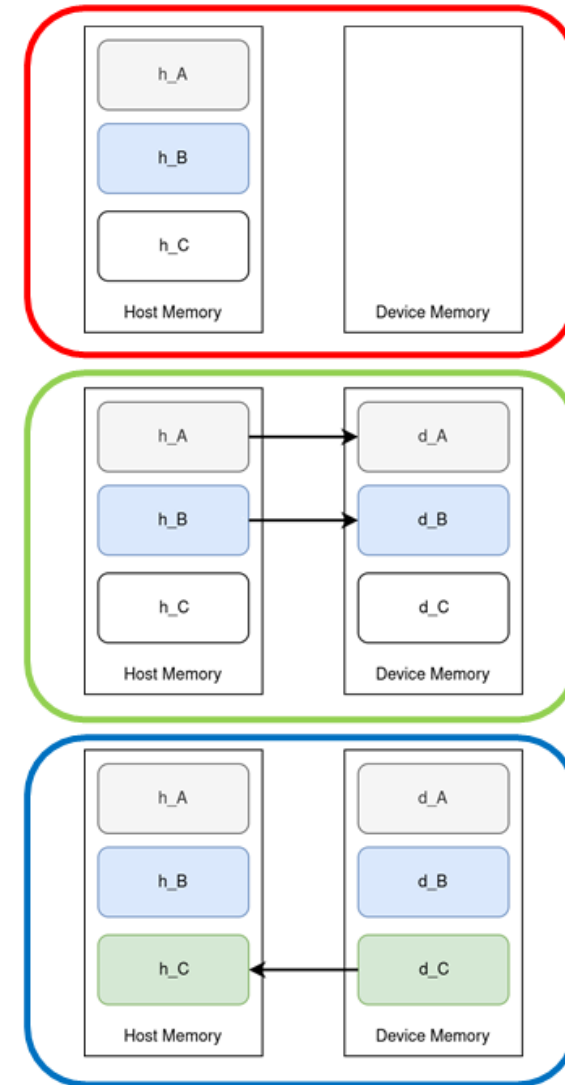 h_A
h_B
h_C
Host Memory Device Memory
h_A d_A
h_B d_B
h_C d_C
Host Memory Device Memory
h_A d_A
h_B d_B
h_C d_C
Host Memory Device Memory